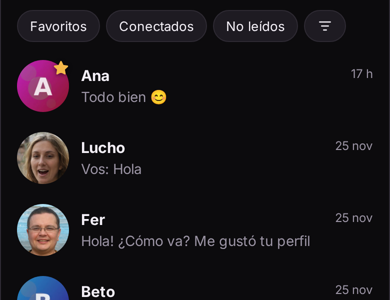 Favoritos Conectados No leídos
A
Ana 17 h
Todo bien 😊
Lucho 25 nov
Vos: Hola
Fer 25 nov
Hola! ¿Cómo va? Me gustó tu perfil
Beto 25 nov